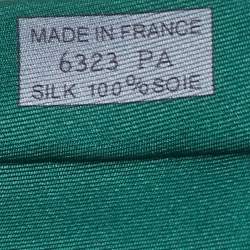 MADE IN FRANCE
6323 PA
SILK 100% SOIE